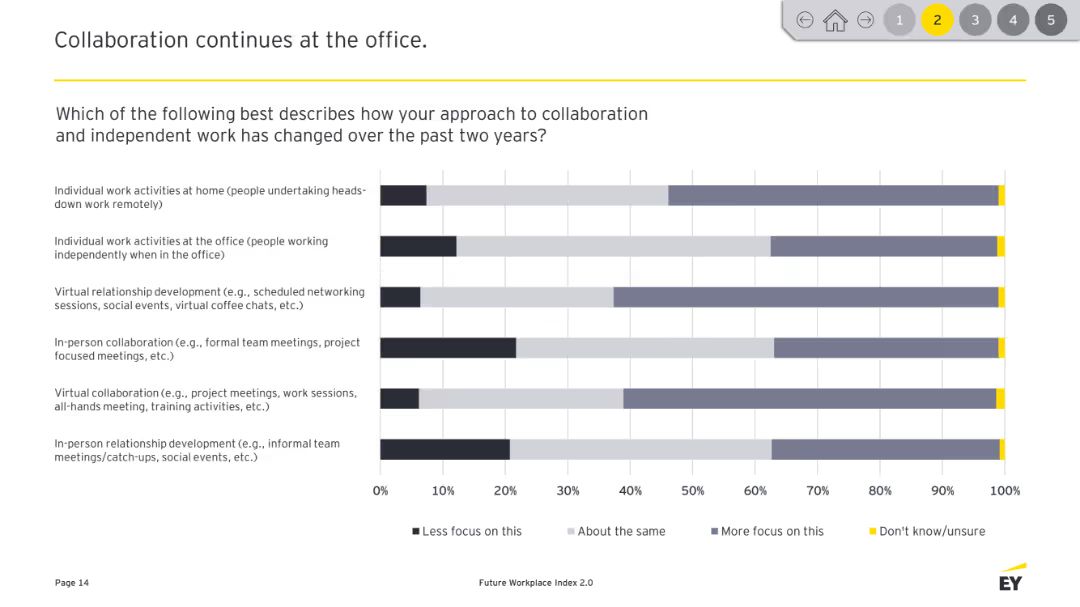 Collaboration continues at the office.
1 2 3 4 5
Which of the following best describes how your approach to collaboration
and independent work has changed over the past two years?
Individual work activities at home (people undertaking heads-
down work remotely)
Individual work activities at the office (people working
independently when in the office)
Virtual relationship development (e.g., scheduled networking
sessions, social events, virtual coffee chats, etc.)
In-person collaboration (e.g., formal team meetings, project
focused meetings, etc.)
Virtual collaboration (e.g., project meetings, work sessions,
all-hands meeting, training activities, etc.)
In-person relationship development (e.g., informal team
meetings/catch-ups, social events, etc.)
0% 10% 20% 30% 40% 50% 60% 70% 80% 90% 100%
Less focus on this About the same More focus on this Don't know/unsure
Page 14 Future Workplace Index 2.0
EY